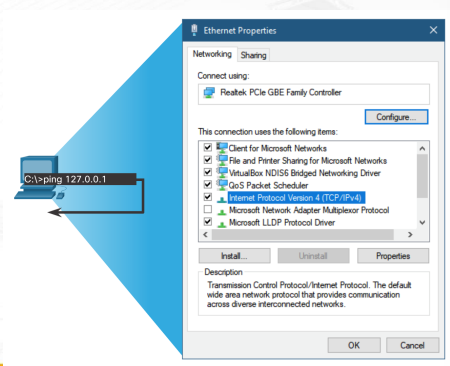 C:\>ping 127.0.0.1
Ethernet Properties
Networking Sharing
Connect using:
Realtek PCIe GBE Family Controller
Configure...
This connection uses the following items:
Client for Microsoft Networks
File and Printer Sharing for Microsoft Networks
VirtualBox NDIS6 Bridged Networking Driver
QoS Packet Scheduler
Internet Protocol Version 4 (TCP/IPv4)
Microsoft Network Adapter Multiplexor Protocol
Microsoft LLDP Protocol Driver
Install... Uninstall Properties
Description
Transmission Control Protocol/Internet Protocol. The default
wide area network protocol that provides communication
across diverse interconnected networks.
OK Cancel